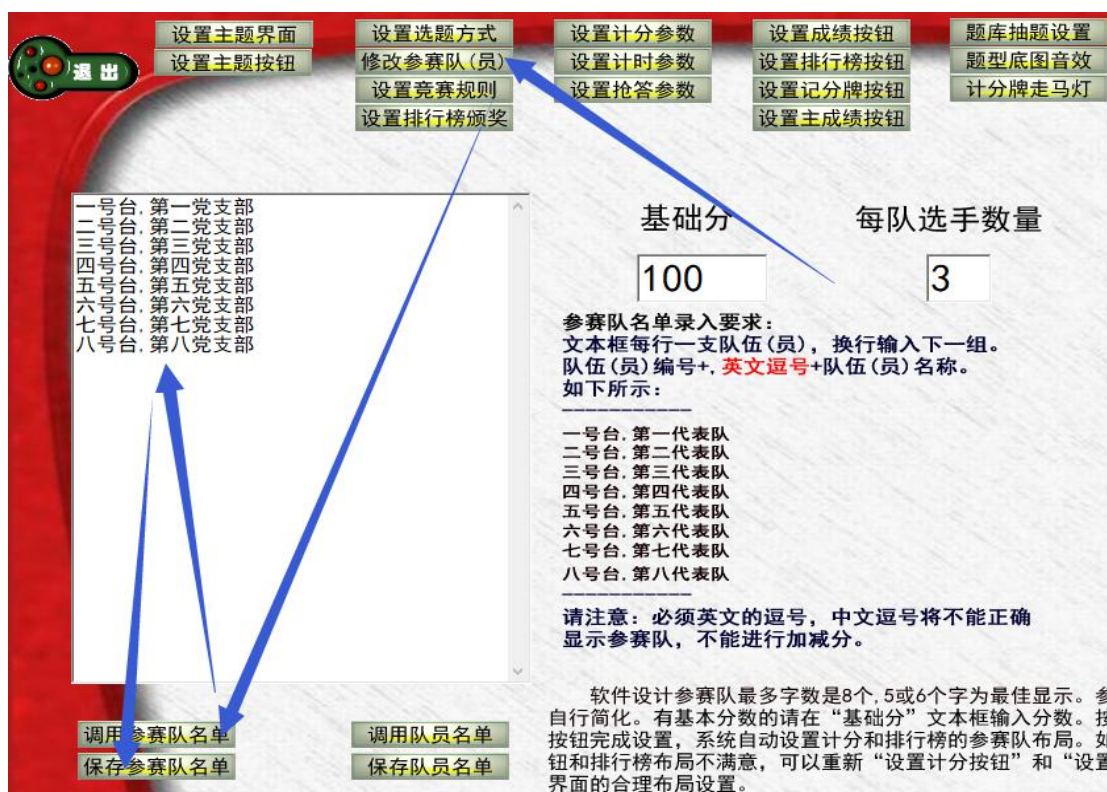 退出
设置主题界面
设置主题按钮
设置选题方式
修改参赛队(员)
设置竞赛规则
设置排行榜颁奖
设置计分参数
设置计时参数
设置抢答参数
设置成绩按钮
设置排行榜按钮
设置记分牌按钮
设置主成绩按钮
题库抽题设置
题型底图音效
计分牌走马灯
一号台,第一党支部
二号台,第二党支部
三号台,第三党支部
四号台,第四党支部
五号台,第五党支部
六号台,第六党支部
七号台,第七党支部
八号台,第八党支部
基础分
每队选手数量
100
3
参赛队名单录入要求：
文本框每行一支队伍(员)，换行输入下一组。
队伍(员)编号+,英文逗号+队伍(员)名称。
如下所示：
-----------
一号台,第一代表队
二号台,第二代表队
三号台,第三代表队
四号台,第四代表队
五号台,第五代表队
六号台,第六代表队
七号台,第七代表队
八号台,第八代表队
-----------
请注意：必须英文的逗号，中文逗号将不能正确
显示参赛队，不能进行加减分。
软件设计参赛队最多字数是8个,5或6个字为最佳显示。参
自行简化。有基本分数的请在“基础分”文本框输入分数。按
按钮完成设置，系统自动设置计分和排行榜的参赛队布局。如
钮和排行榜布局不满意，可以重新“设置计分按钮”和“设置
界面的合理布局设置。
调用参赛队名单
保存参赛队名单
调用队员名单
保存队员名单